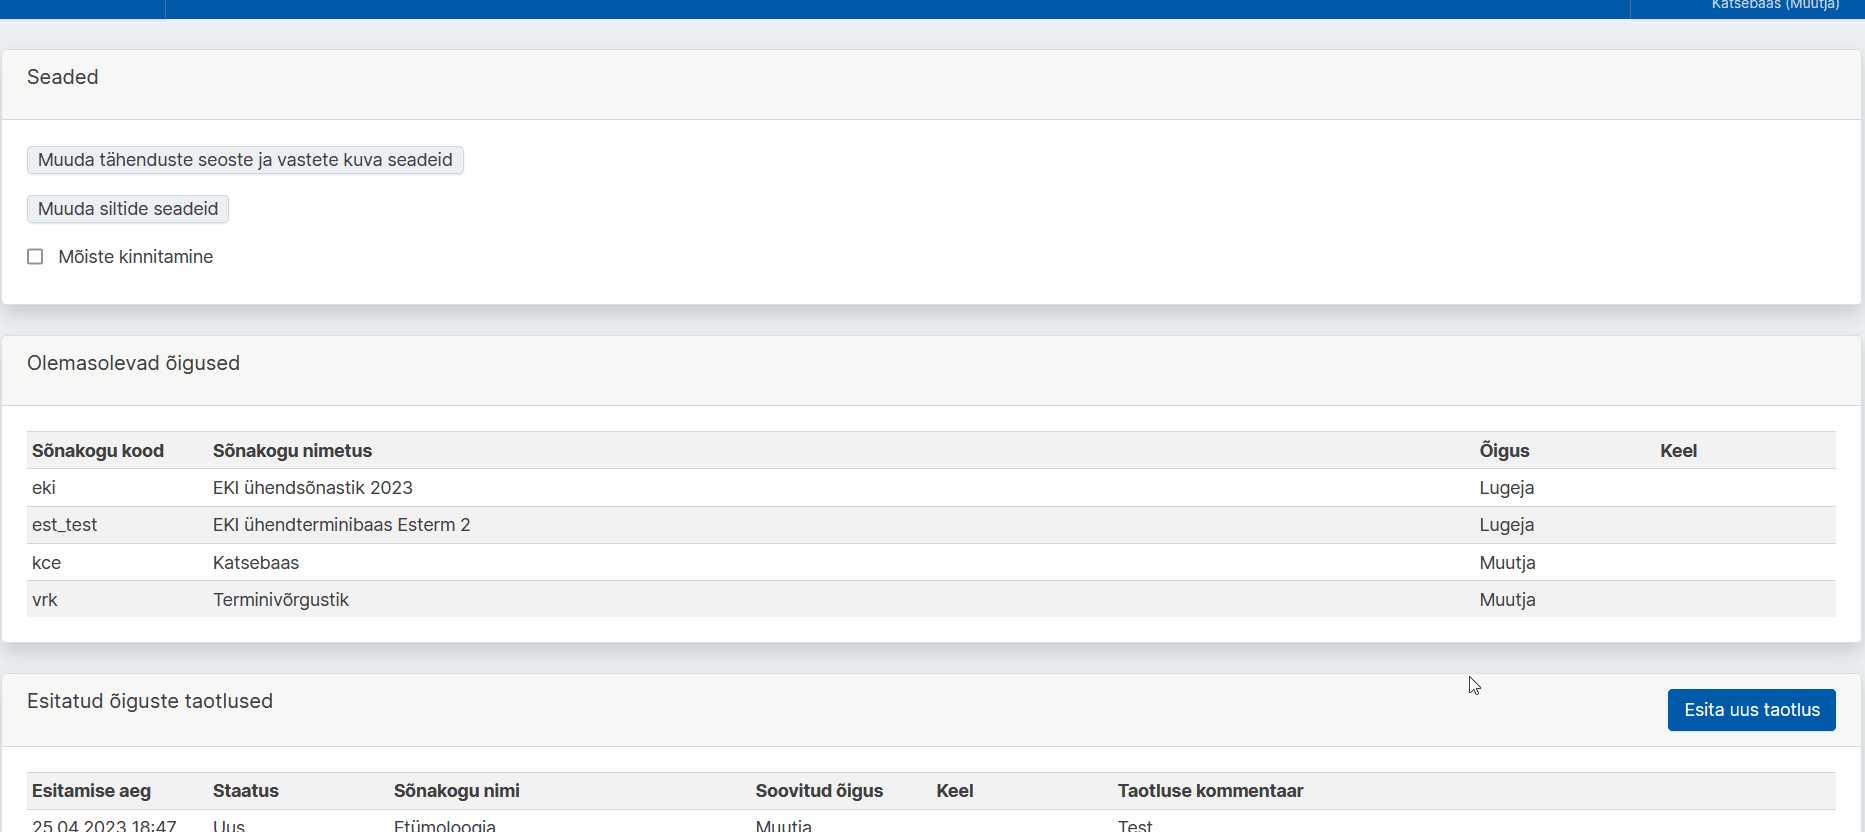 Katsebaas (Muutja)
Seaded
Muuda tähenduste seoste ja vastete kuva seadeid
Muuda siltide seadeid
Mõiste kinnitamine
Olemasolevad õigused
Sõnakogu kood Sõnakogu nimetus Õigus Keel
eki EKI ühendsõnastik 2023 Lugeja
est_test EKI ühendterminibaas Esterm 2 Lugeja
kce Katsebaas Muutja
vrk Terminivõrgustik Muutja
Esitatud õiguste taotlused
Esita uus taotlus
Esitamise aeg Staatus Sõnakogu nimi Soovitud õigus Keel Taotluse kommentaar
25.04.2023 18:47 Uus Etümoloogia Muutja Test